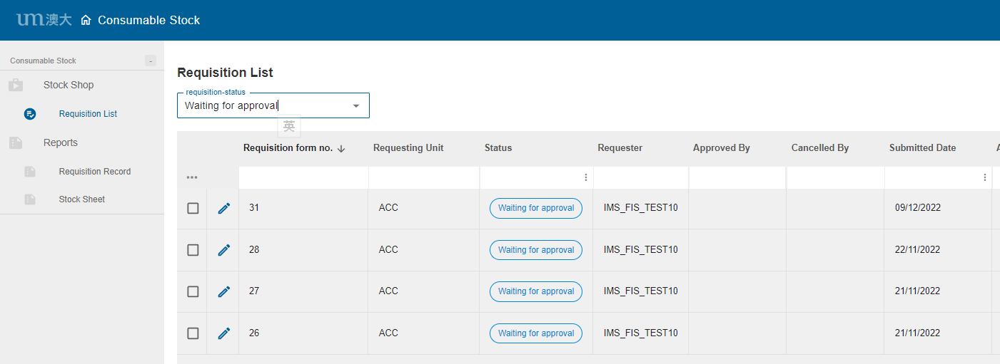 um澳大 Consumable Stock
Consumable Stock -
Stock Shop
Requisition List
Reports
Requisition Record
Stock Sheet
Requisition List
requisition-status
Waiting for approval
英
Requisition form no. Requesting Unit Status Requester Approved By Cancelled By Submitted Date A
31 ACC Waiting for approval IMS_FIS_TEST10 09/12/2022
28 ACC Waiting for approval IMS_FIS_TEST10 22/11/2022
27 ACC Waiting for approval IMS_FIS_TEST10 21/11/2022
26 ACC Waiting for approval IMS_FIS_TEST10 21/11/2022